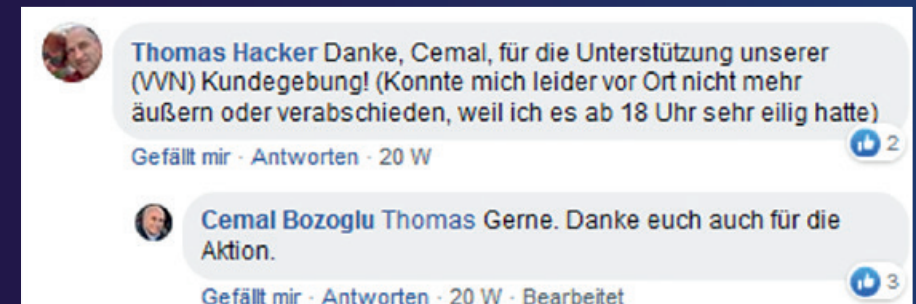 Thomas Hacker Danke, Cemal, für die Unterstützung unserer
(VVN) Kundegebung! (Konnte mich leider vor Ort nicht mehr
äußern oder verabschieden, weil ich es ab 18 Uhr sehr eilig hatte)
2
Gefällt mir · Antworten · 20 W
Cemal Bozoglu Thomas Gerne. Danke euch auch für die
Aktion.
3
Gefällt mir · Antworten · 20 W · Bearbeitet